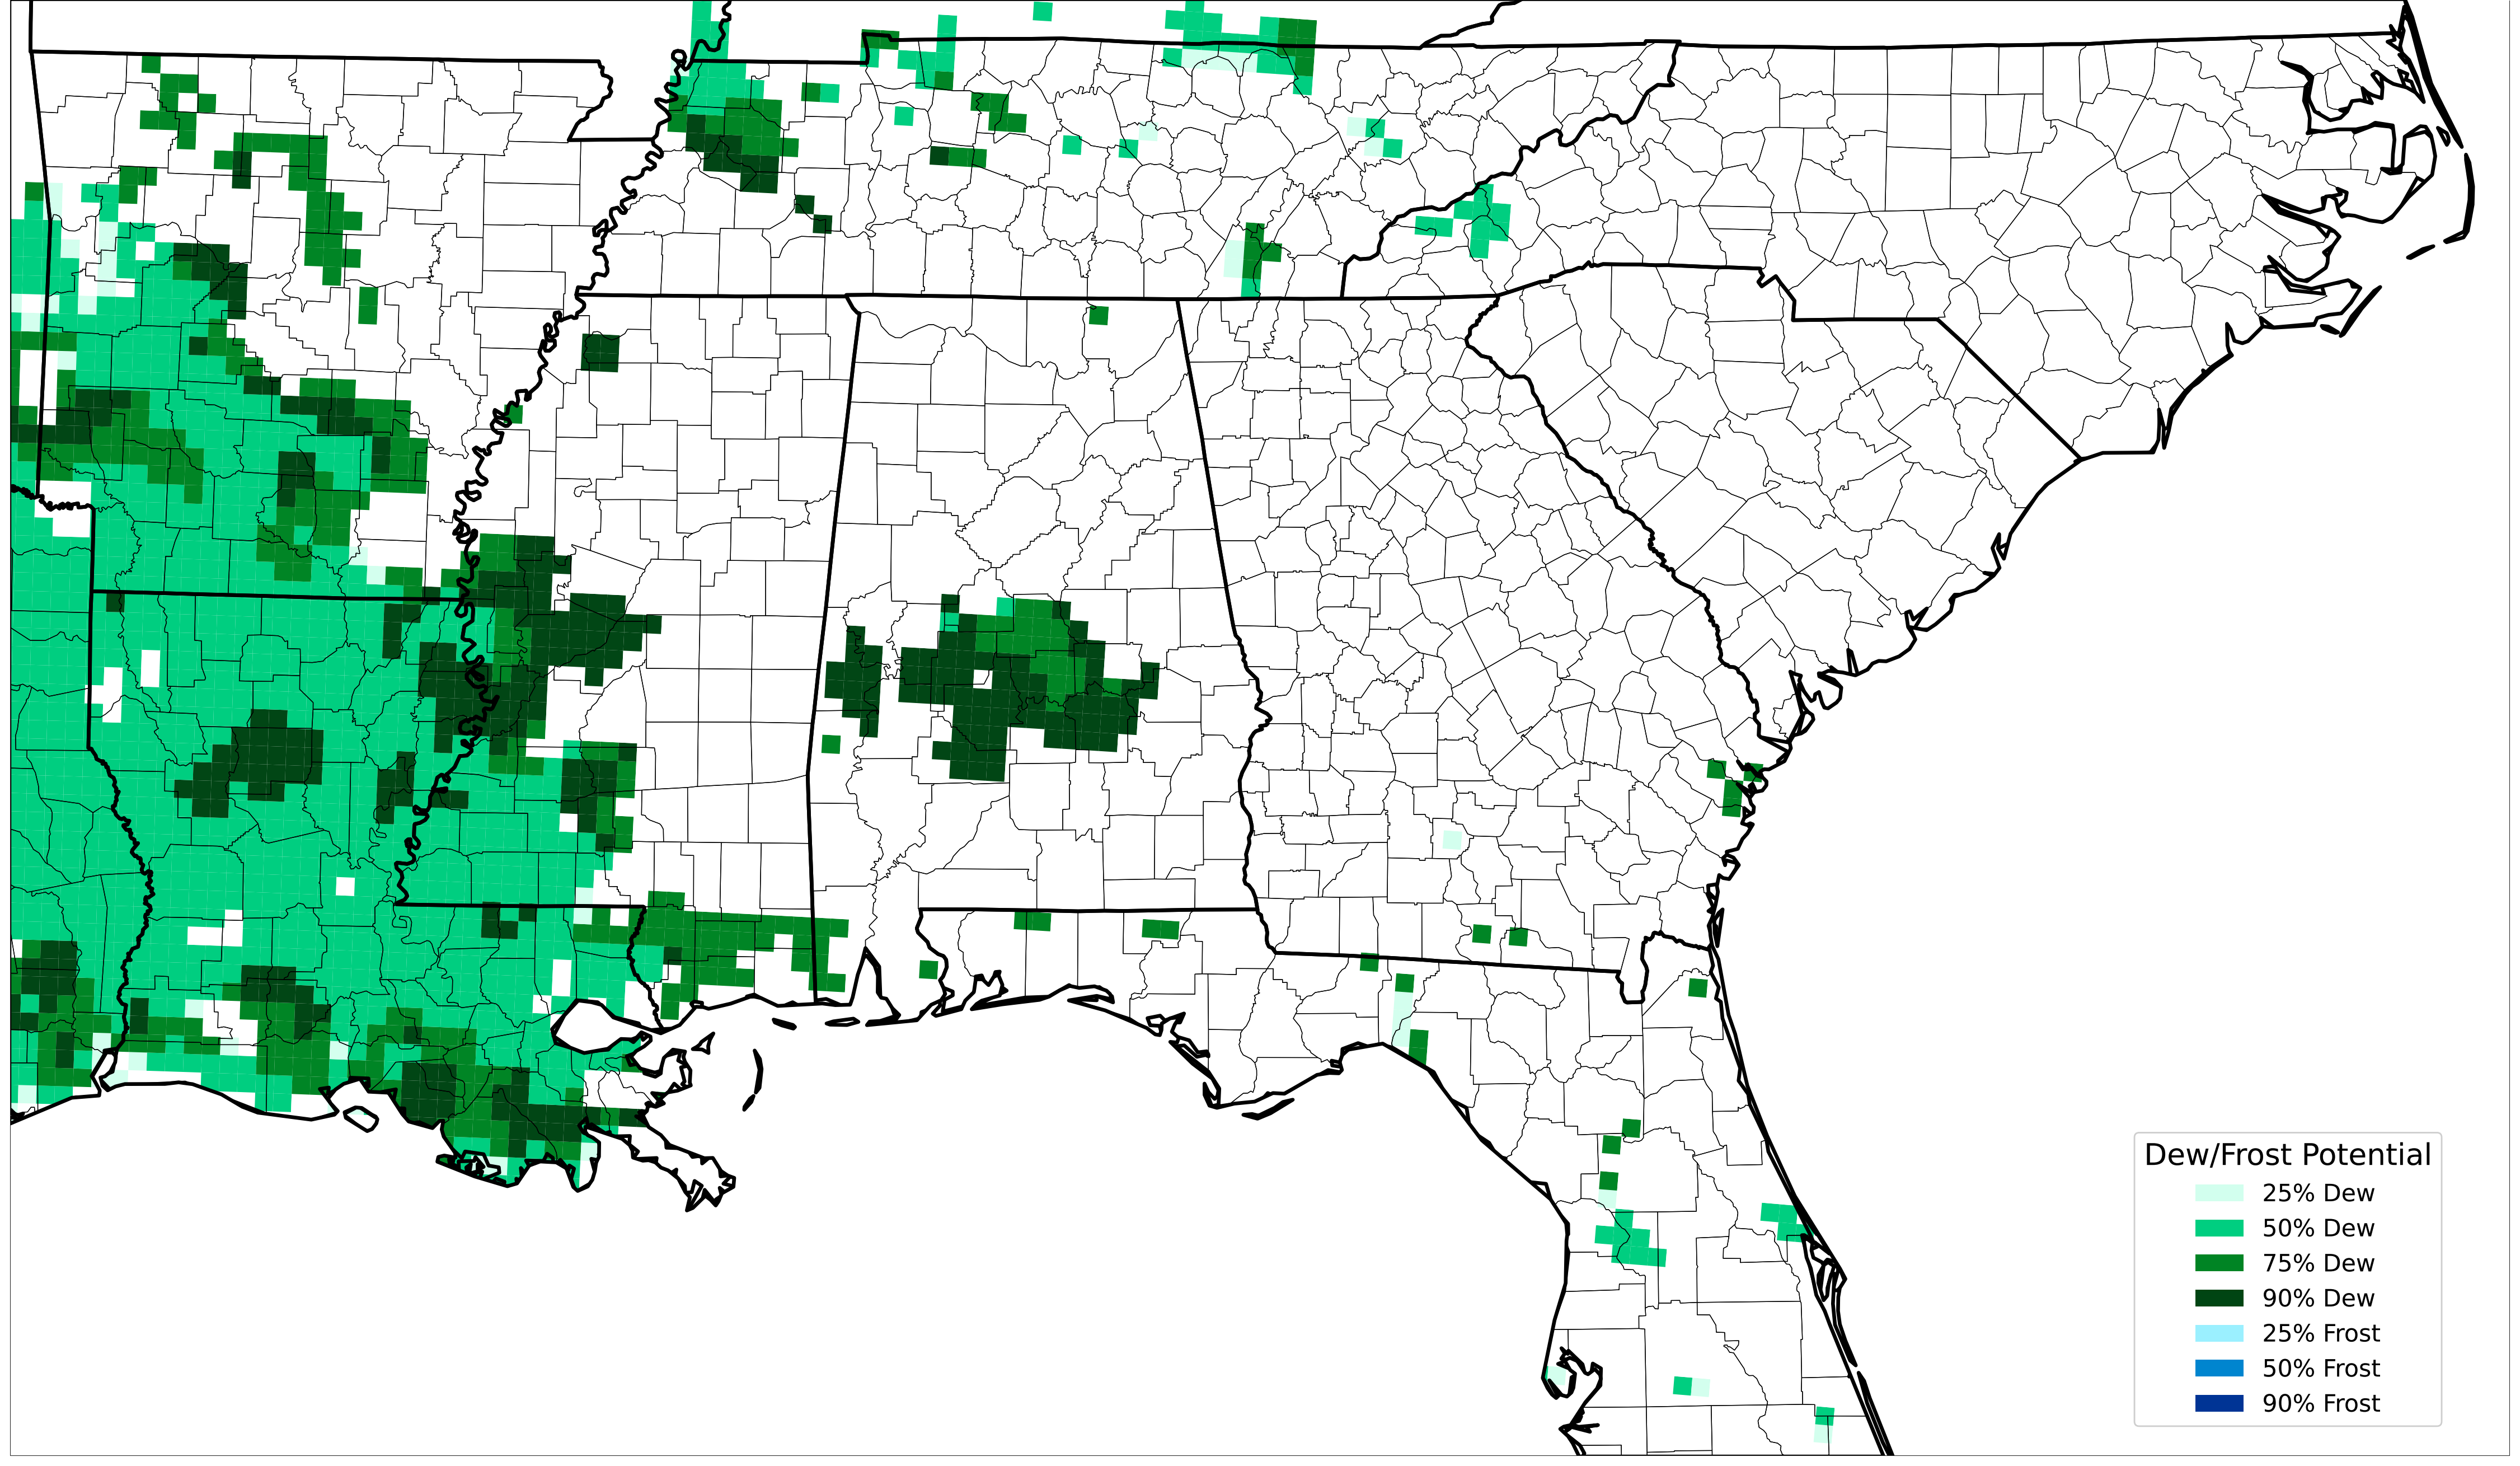 Dew/Frost Potential
25% Dew
50% Dew
75% Dew
90% Dew
25% Frost
50% Frost
90% Frost